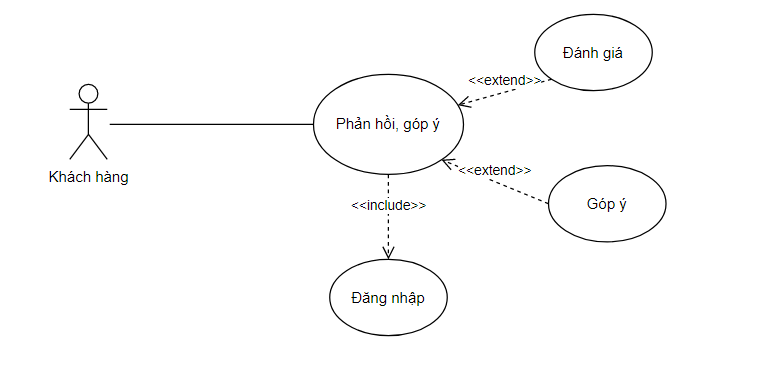 Đánh giá
<<extend>>
Phản hồi, góp ý
Khách hàng
<<extend>>
Góp ý
<<include>>
Đăng nhập